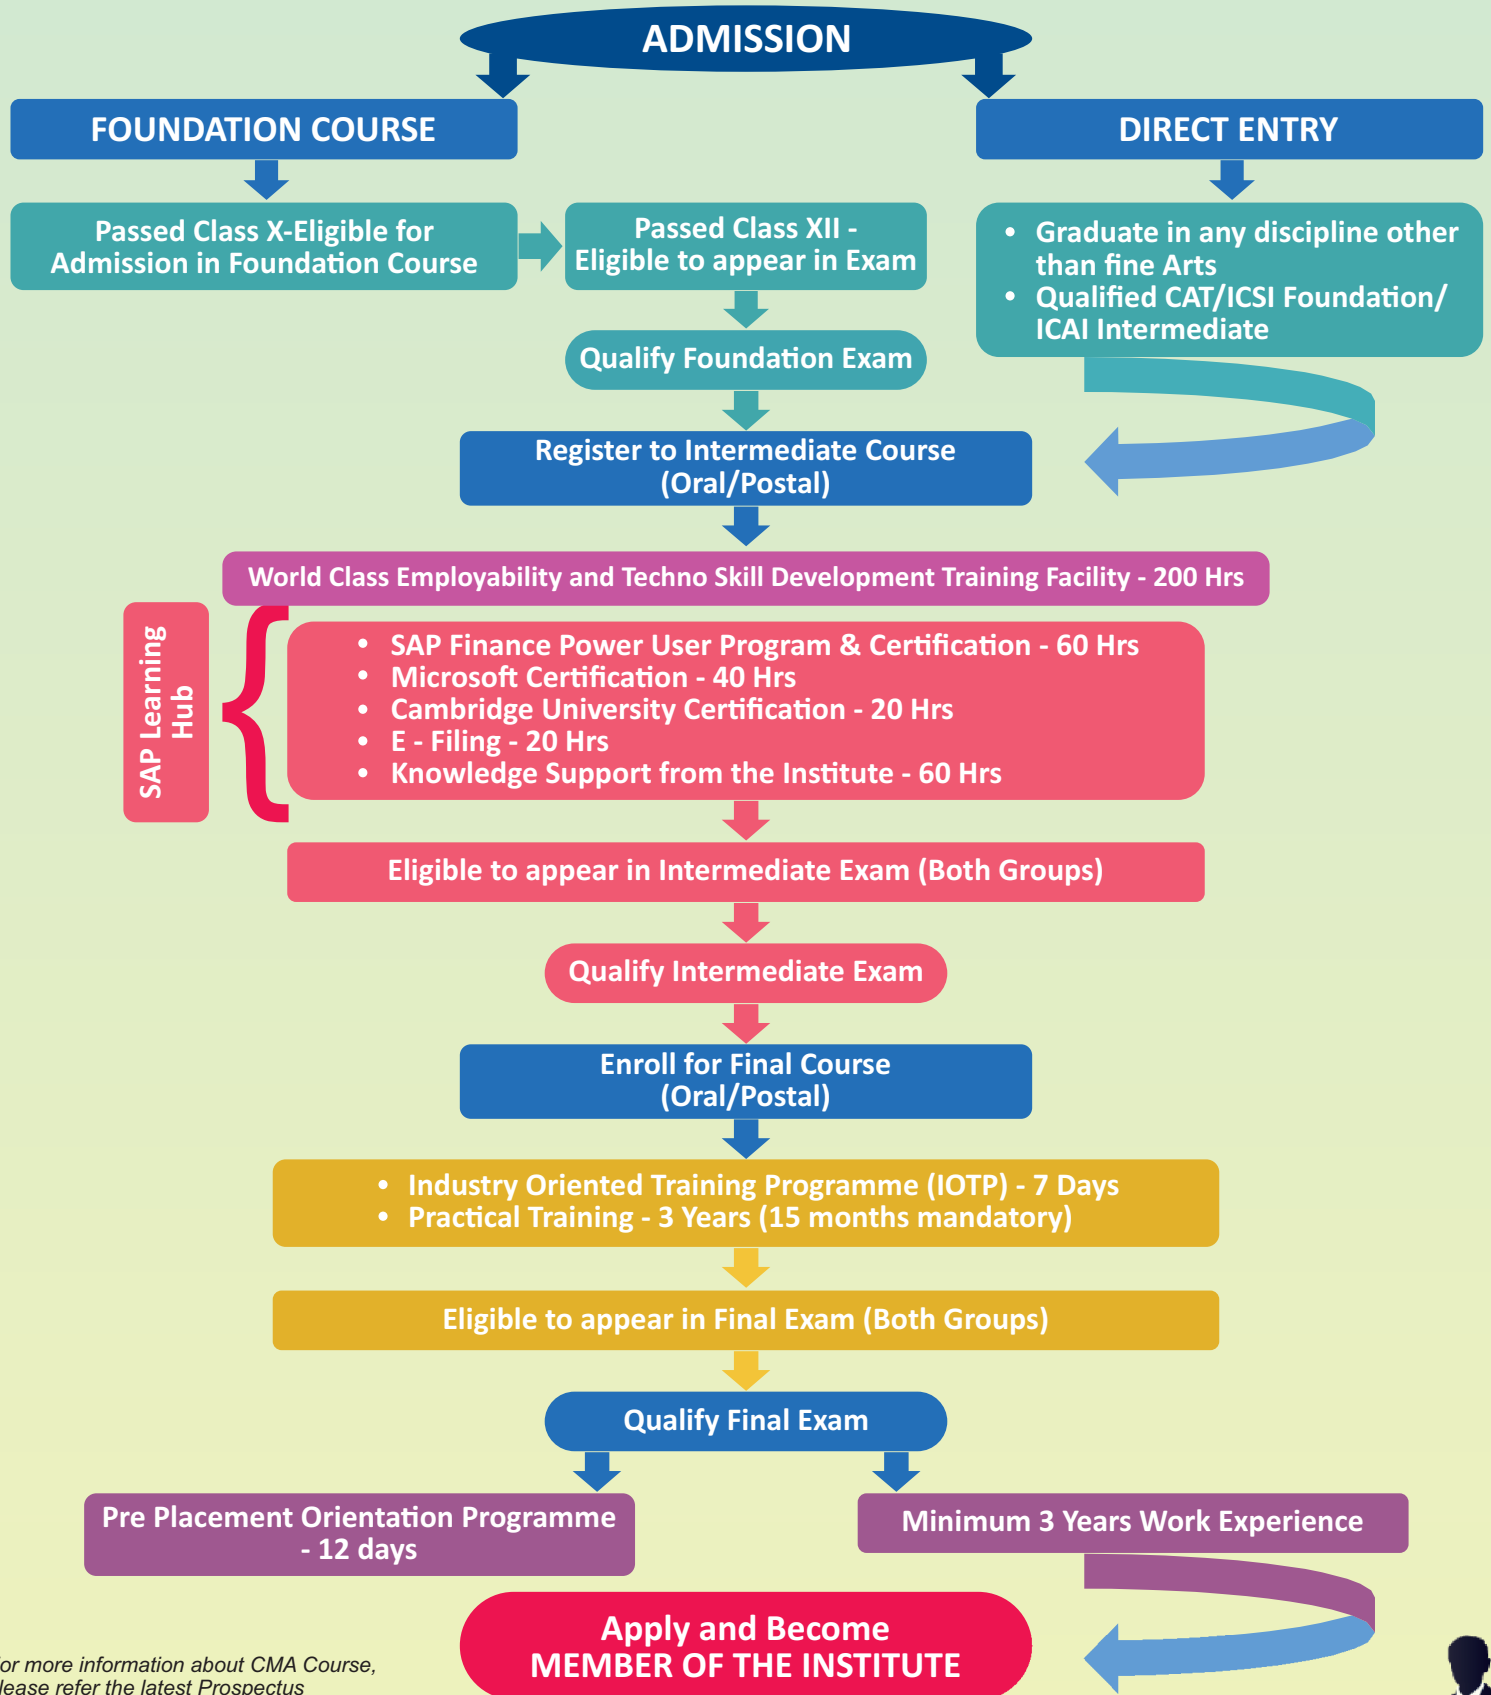 ADMISSION
FOUNDATION COURSE
DIRECT ENTRY
Passed Class X-Eligible for
Admission in Foundation Course
Passed Class XII -
Eligible to appear in Exam
• Graduate in any discipline other
than fine Arts
• Qualified CAT/ICSI Foundation/
ICAI Intermediate
Qualify Foundation Exam
Register to Intermediate Course
(Oral/Postal)
World Class Employability and Techno Skill Development Training Facility - 200 Hrs
SAP Learning
Hub
• SAP Finance Power User Program & Certification - 60 Hrs
• Microsoft Certification - 40 Hrs
• Cambridge University Certification - 20 Hrs
• E - Filing - 20 Hrs
• Knowledge Support from the Institute - 60 Hrs
Eligible to appear in Intermediate Exam (Both Groups)
Qualify Intermediate Exam
Enroll for Final Course
(Oral/Postal)
• Industry Oriented Training Programme (IOTP) - 7 Days
• Practical Training - 3 Years (15 months mandatory)
Eligible to appear in Final Exam (Both Groups)
Qualify Final Exam
Pre Placement Orientation Programme
- 12 days
Minimum 3 Years Work Experience
Apply and Become
MEMBER OF THE INSTITUTE
or more information about CMA Course,
lease refer the latest Prospectus